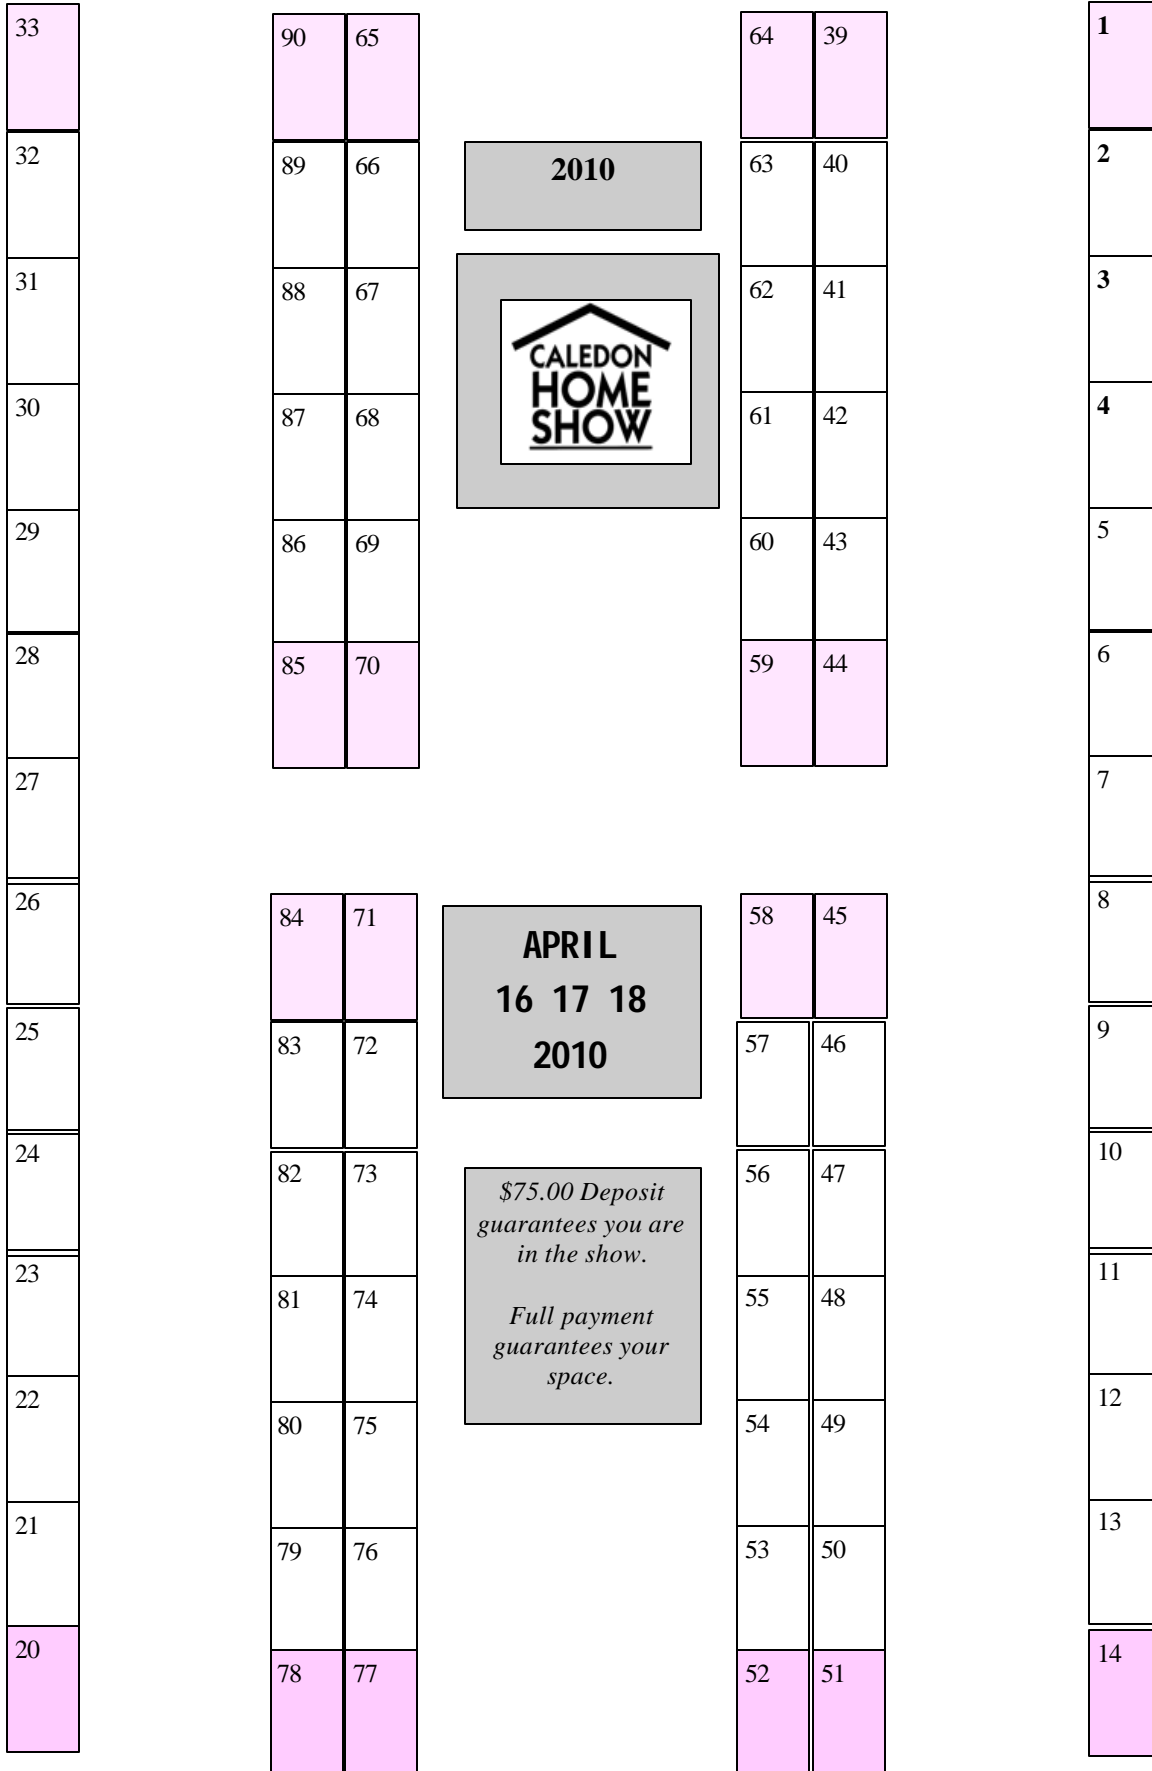 33 90 65 64 39 1
32 89 66 2010 63 40 2
31 88 67 62 41 3
CALEDON
HOME
SHOW
30 87 68 61 42 4
29 86 69 60 43 5
28 85 70 59 44 6
27 7
26 84 71 58 45 8
APRIL
16 17 18
2010
25 83 72 57 46 9
24 82 73 56 47 10
$75.00 Deposit
guarantees you are
in the show.
Full payment
guarantees your
space.
23 81 74 55 48 11
22 80 75 54 49 12
21 79 76 53 50 13
20 78 77 52 51 14